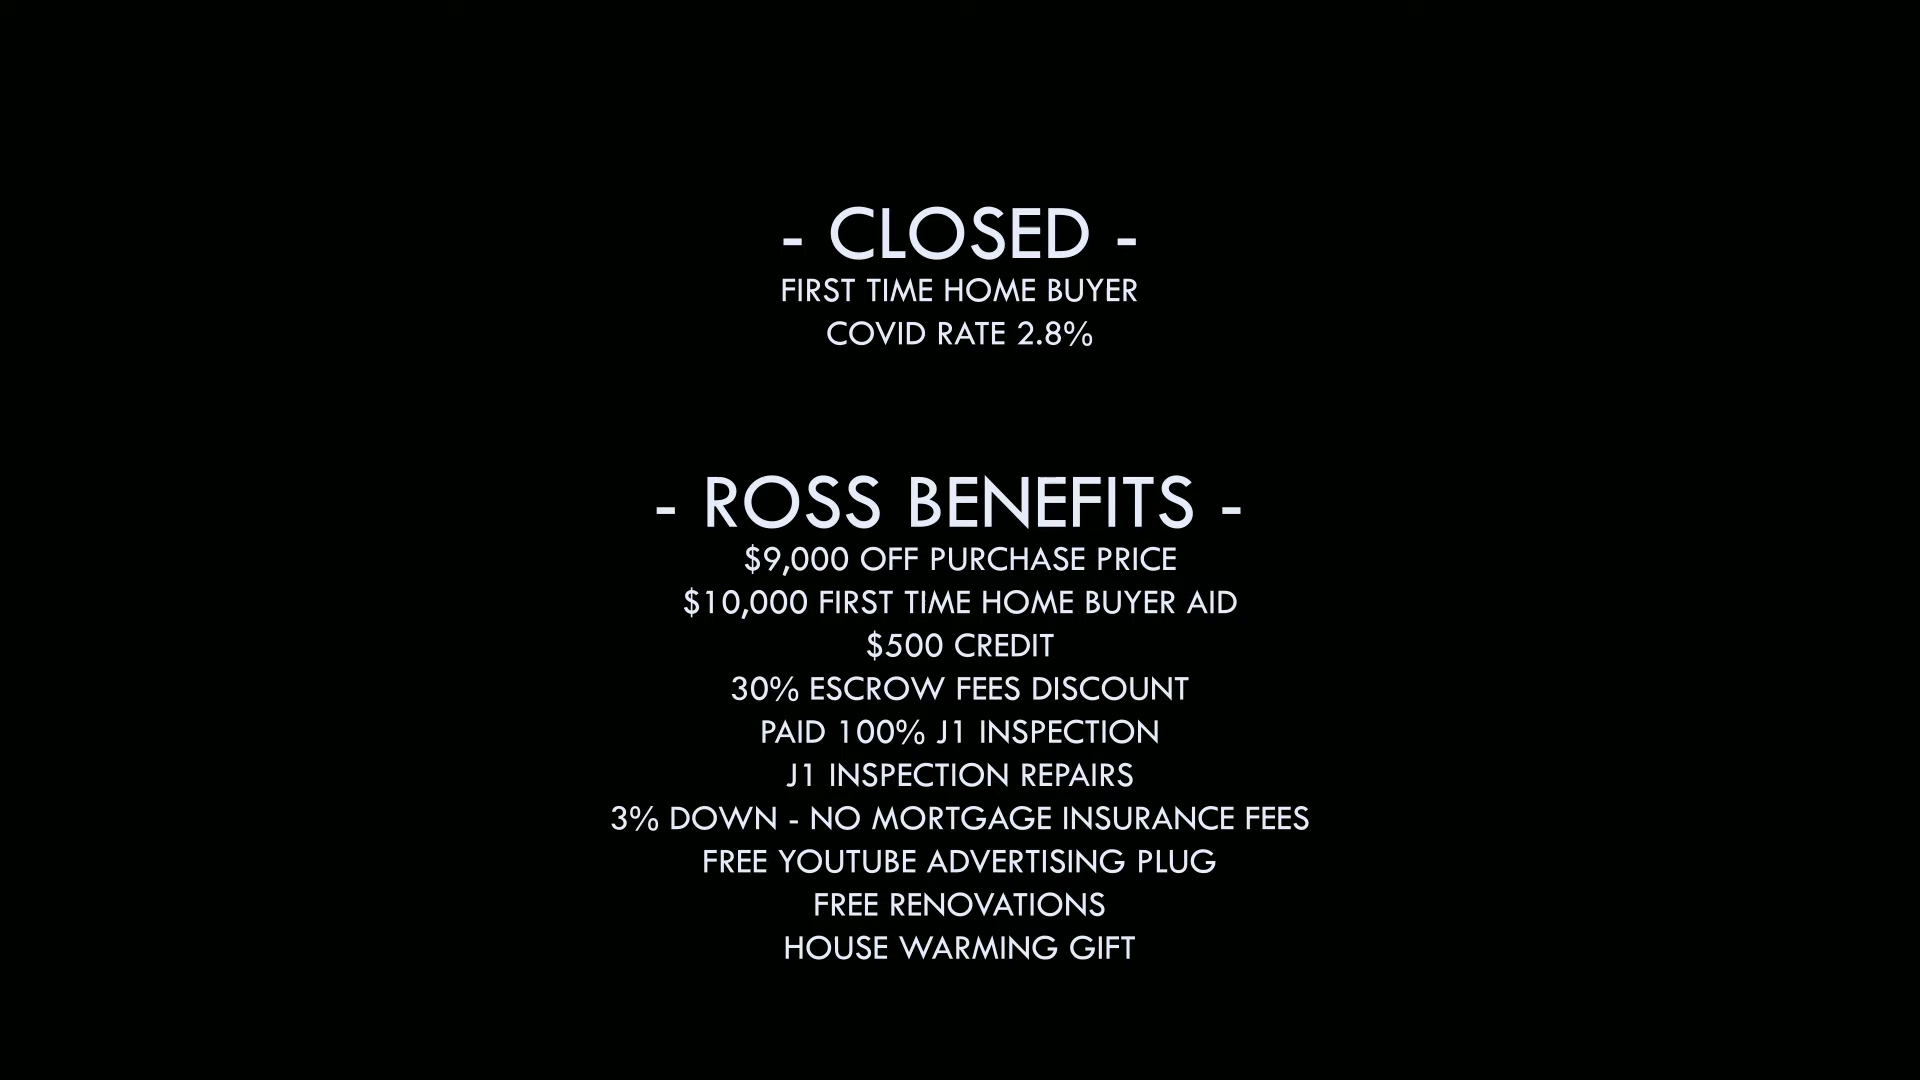 - CLOSED -
FIRST TIME HOME BUYER
COVID RATE 2.8%
- ROSS BENEFITS -
$9,000 OFF PURCHASE PRICE
$10,000 FIRST TIME HOME BUYER AID
$500 CREDIT
30% ESCROW FEES DISCOUNT
PAID 100% J1 INSPECTION
J1 INSPECTION REPAIRS
3% DOWN - NO MORTGAGE INSURANCE FEES
FREE YOUTUBE ADVERTISING PLUG
FREE RENOVATIONS
HOUSE WARMING GIFT